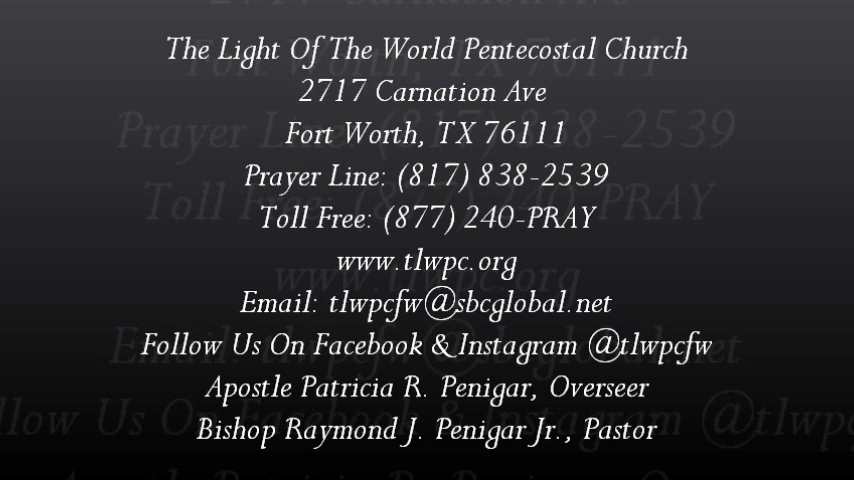 The Light Of The World Pentecostal Church
2717 Carnation Ave
Fort Worth, TX 76111
Prayer Line: (817) 838-2539
Toll Free: (877) 240-PRAY
www.tlwpc.org
Email: tlwpcfw@sbcglobal.net
Follow Us On Facebook & Instagram @tlwpcfw
Apostle Patricia R. Penigar, Overseer
Bishop Raymond J. Penigar Jr., Pastor